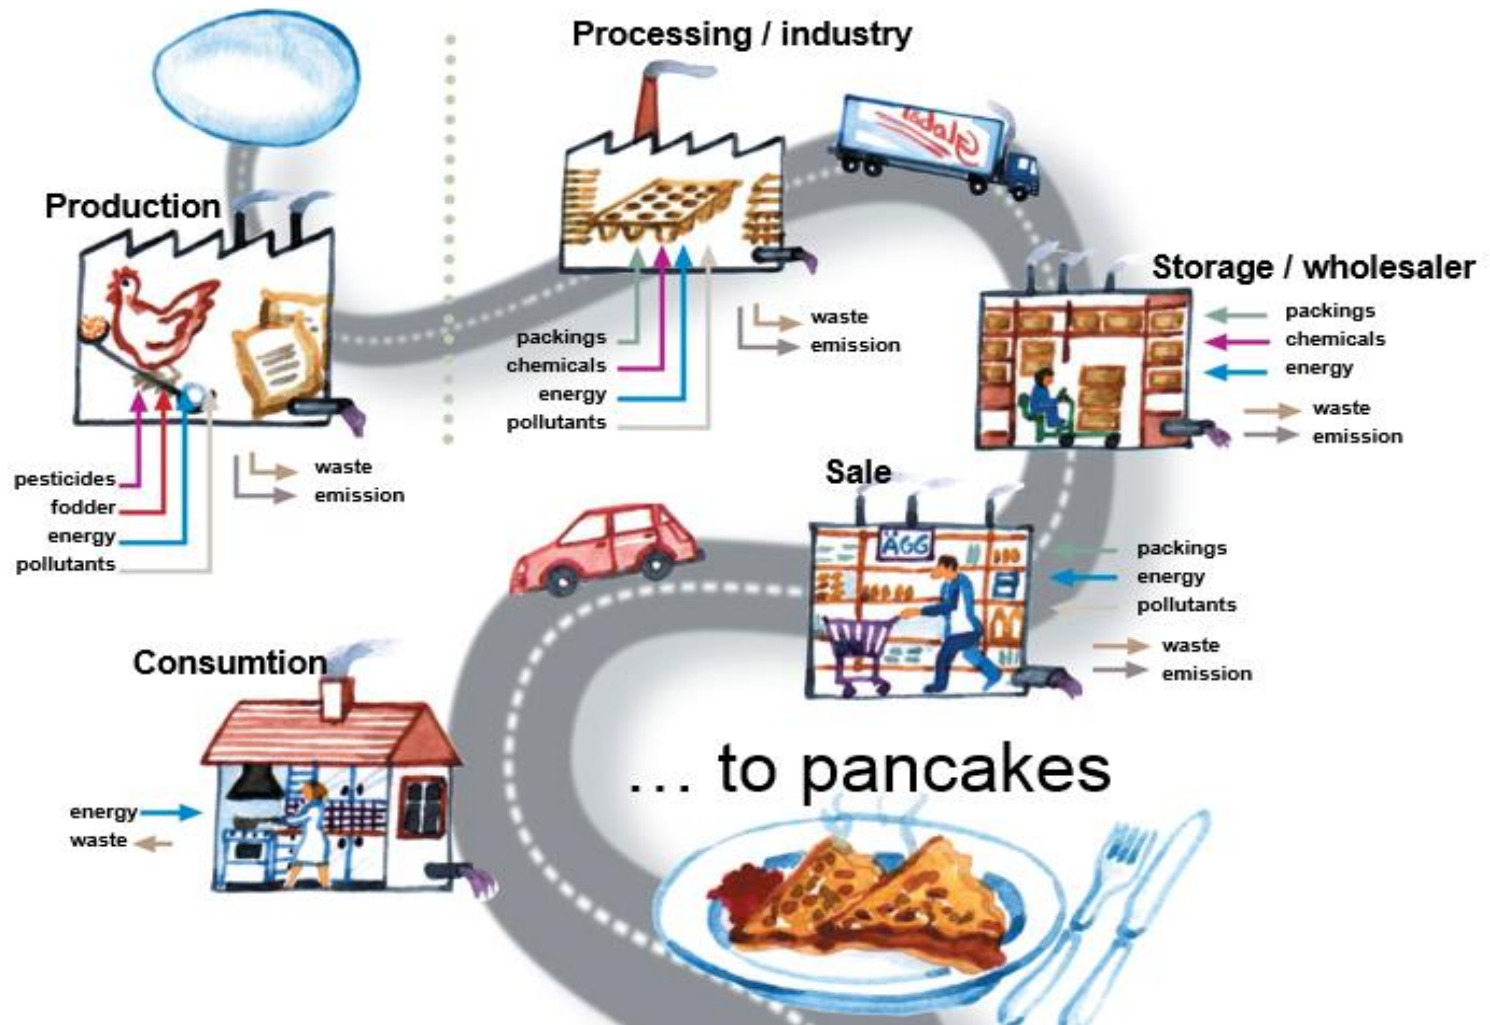 Processing / industry
Global
Production
packings
chemicals
energy
pollutants
waste
emission
Storage / wholesaler
packings
chemicals
energy
waste
emission
pesticides
fodder
energy
pollutants
waste
emission
Sale
ÄGG
packings
energy
pollutants
waste
emission
Consumtion
energy
waste
... to pancakes